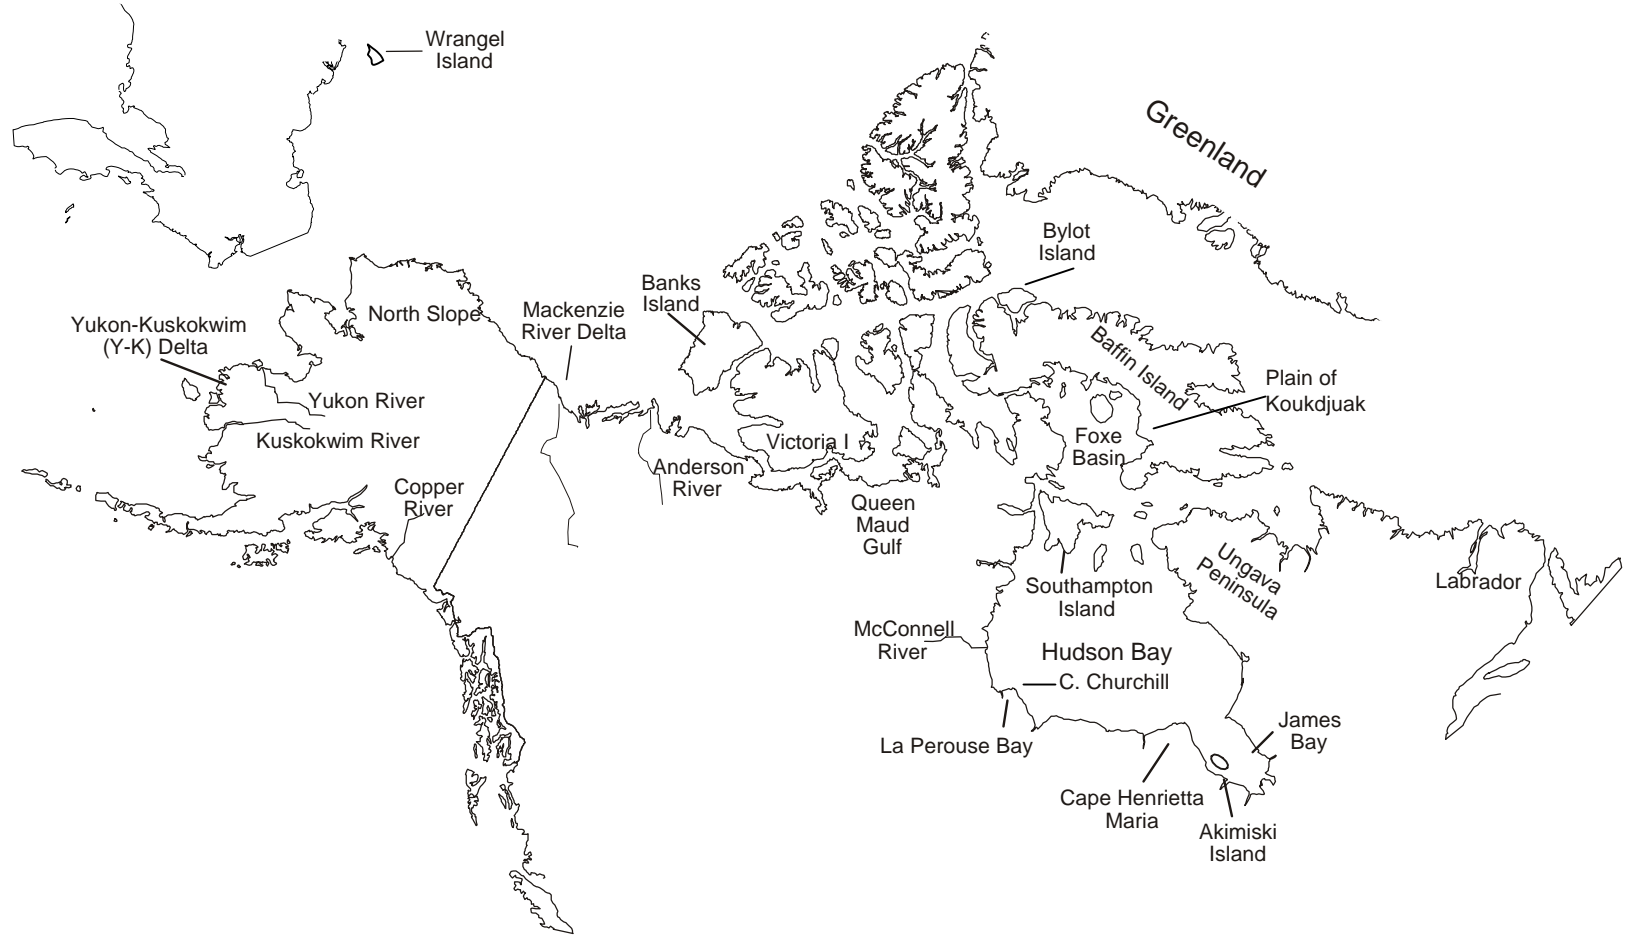 Wrangel
Island
Greenland
Bylot
Island
Banks
Island
North Slope
Mackenzie
River Delta
Yukon-Kuskokwim
(Y-K) Delta
Baffin Island
Plain of
Koukdjuak
Yukon River
Kuskokwim River
Victoria I
Foxe
Basin
Anderson
River
Copper
River
Queen
Maud
Gulf
Ungava
Peninsula
Southampton
Island
Labrador
McConnell
River
Hudson Bay
C. Churchill
La Perouse Bay
James
Bay
Cape Henrietta
Maria
Akimiski
Island